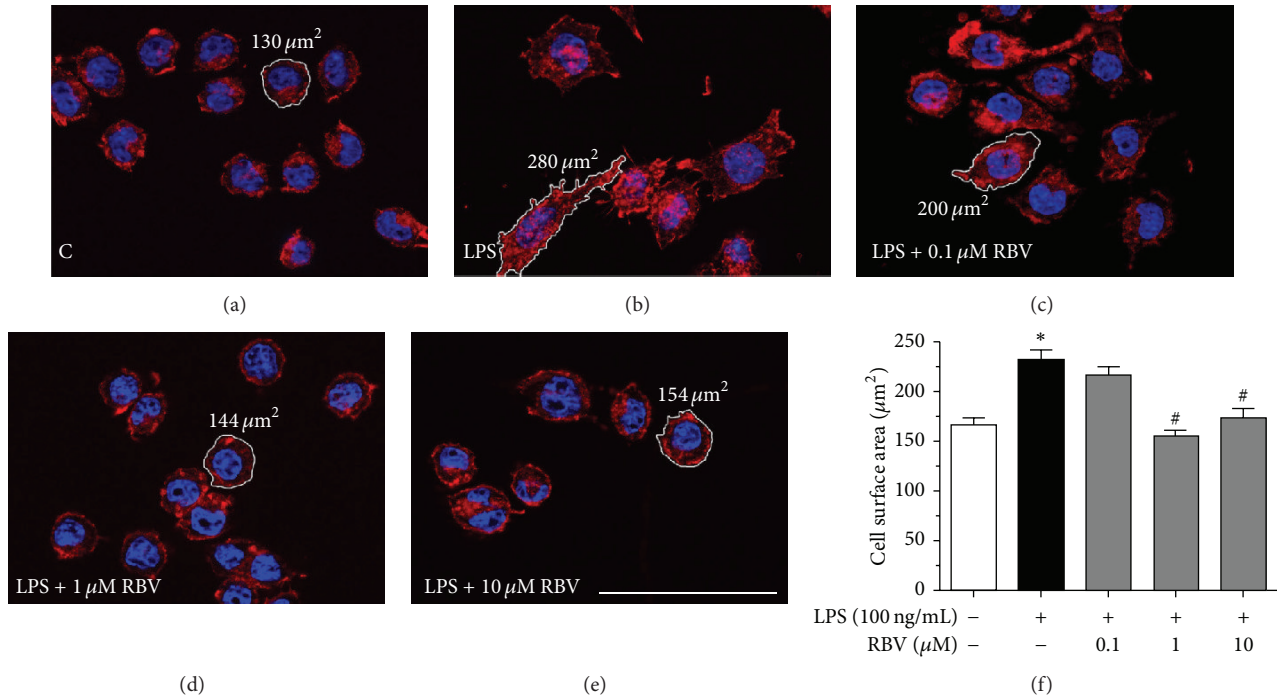 130 μm²
C
(a)
280 μm²
LPS
(b)
200 μm²
LPS + 0.1 μM RBV
(c)
144 μm²
LPS + 1 μM RBV
(d)
154 μm²
LPS + 10 μM RBV
(e)
Cell surface area (μm²)
250
200
150
100
50
0
*
#
#
LPS (100 ng/mL) − + + + +
RBV (μM) − − 0.1 1 10
(f)